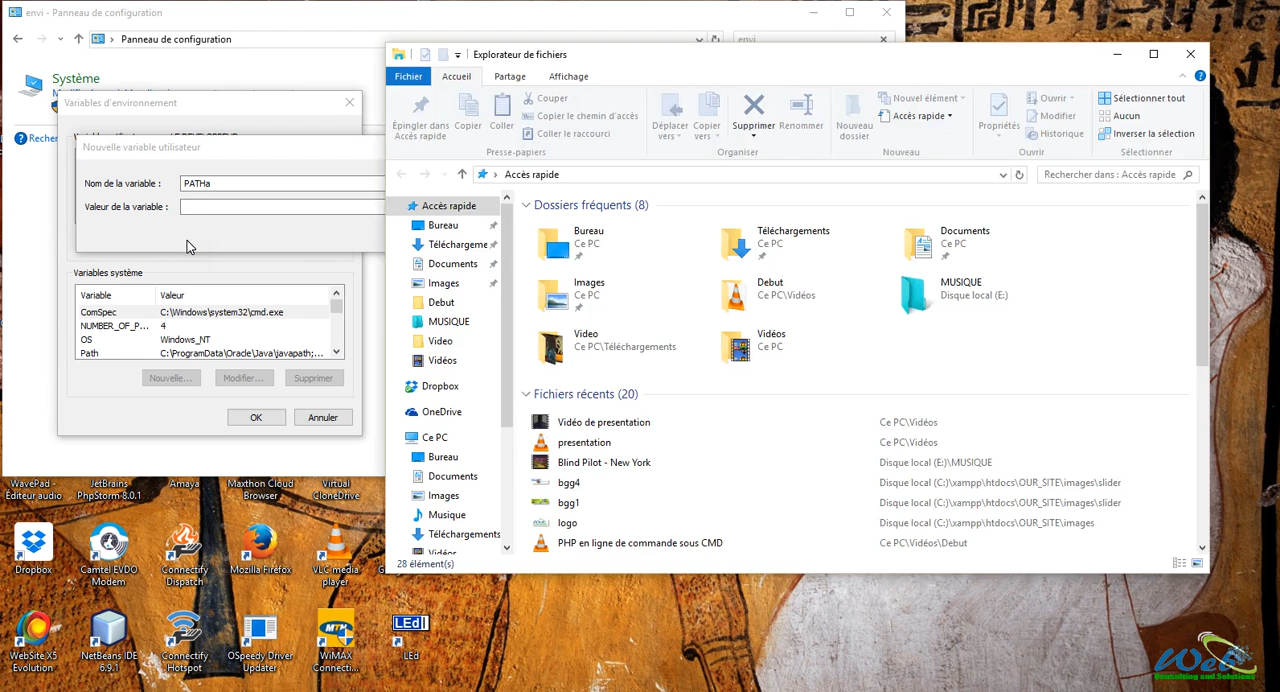 envi - Panneau de configuration
Panneau de configuration
envi
Système
Recher
Variables d'environnement
Nouvelle variable utilisateur
Nom de la variable :
PATHa
Valeur de la variable :
Variables système
Variable Valeur
ComSpec C:\Windows\system32\cmd.exe
NUMBER_OF_P... 4
OS Windows_NT
Path C:\ProgramData\Oracle\Java\javapath;...
Nouvelle... Modifier... Supprimer
OK Annuler
Explorateur de fichiers
Fichier Accueil Partage Affichage
Épingler dans Accès rapide
Copier
Coller
Couper
Copier le chemin d'accès
Coller le raccourci
Presse-papiers
Déplacer vers
Copier vers
Supprimer
Renommer
Organiser
Nouveau dossier
Nouvel élément
Accès rapide
Nouveau
Propriétés
Ouvrir
Modifier
Historique
Ouvrir
Sélectionner tout
Aucun
Inverser la sélection
Sélectionner
Accès rapide
Rechercher dans : Accès rapide
Accès rapide
Bureau
Téléchargeme
Documents
Images
Debut
MUSIQUE
Video
Vidéos
Dropbox
OneDrive
Ce PC
Bureau
Documents
Images
Musique
Téléchargements
Vidéos
Dossiers fréquents (8)
Bureau
Ce PC
Téléchargements
Ce PC
Documents
Ce PC
Images
Ce PC
Debut
Ce PC\Vidéos
MUSIQUE
Disque local (E:)
Video
Ce PC\Téléchargements
Vidéos
Ce PC
Fichiers récents (20)
Vidéo de presentation Ce PC\Vidéos
presentation Ce PC\Vidéos
Blind Pilot - New York Disque local (E:)\MUSIQUE
bgg4 Disque local (C:)\xampp\htdocs\OUR_SITE\images\slider
bgg1 Disque local (C:)\xampp\htdocs\OUR_SITE\images\slider
logo Disque local (C:)\xampp\htdocs\OUR_SITE\images
PHP en ligne de commande sous CMD Ce PC\Vidéos\Debut
28 élément(s)
WavePad -
Éditeur audio
JetBrains
PhpStorm 8.0.1
Amaya
Maxthon Cloud
Browser
Virtual
CloneDrive
Dropbox
Camtel EVDO
Modem
Connectify
Dispatch
Mozilla Firefox
VLC media
player
G
WebSite X5
Evolution
NetBeans IDE
6.9.1
Connectify
Hotspot
OSpeedy Driver
Updater
MTN
WiMAX
Connecti...
LEd
LEd
Web
Consulting and Solutions